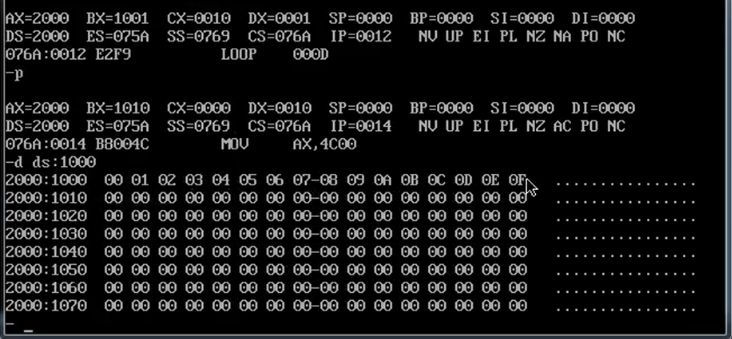 AX=2000  BX=1001  CX=0010  DX=0001  SP=0000  BP=0000  SI=0000  DI=0000
DS=2000  ES=075A  SS=0769  CS=076A  IP=0012   NV UP EI PL NZ NA PO NC
076A:0012 E2F9          LOOP    000D
-p
AX=2000  BX=1010  CX=0000  DX=0010  SP=0000  BP=0000  SI=0000  DI=0000
DS=2000  ES=075A  SS=0769  CS=076A  IP=0014   NV UP EI PL NZ AC PO NC
076A:0014 B8004C        MOV     AX,4C00
-d ds:1000
2000:1000  00 01 02 03 04 05 06 07-08 09 0A 0B 0C 0D 0E 0F   ................
2000:1010  00 00 00 00 00 00 00 00-00 00 00 00 00 00 00 00   ................
2000:1020  00 00 00 00 00 00 00 00-00 00 00 00 00 00 00 00   ................
2000:1030  00 00 00 00 00 00 00 00-00 00 00 00 00 00 00 00   ................
2000:1040  00 00 00 00 00 00 00 00-00 00 00 00 00 00 00 00   ................
2000:1050  00 00 00 00 00 00 00 00-00 00 00 00 00 00 00 00   ................
2000:1060  00 00 00 00 00 00 00 00-00 00 00 00 00 00 00 00   ................
2000:1070  00 00 00 00 00 00 00 00-00 00 00 00 00 00 00 00   ................
- _